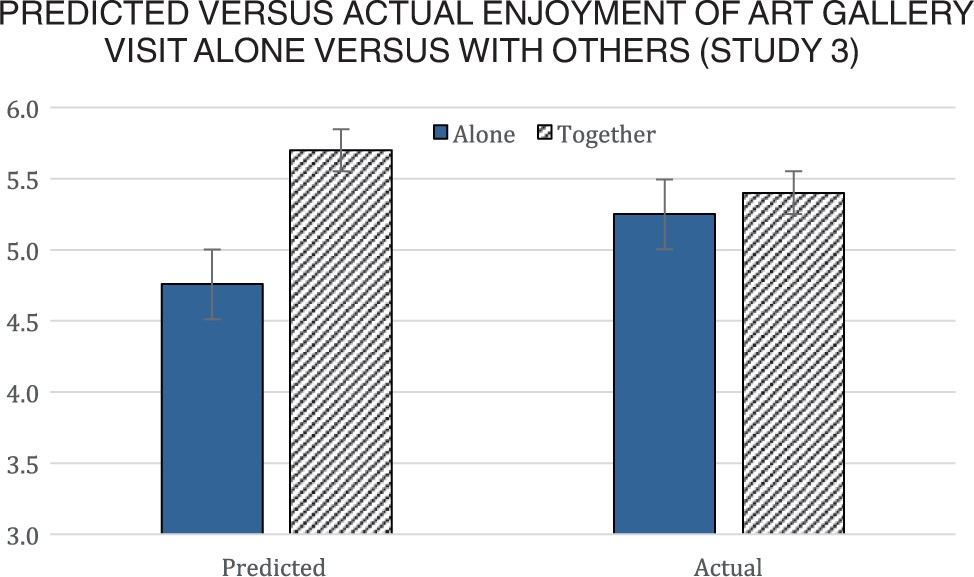 PREDICTED VERSUS ACTUAL ENJOYMENT OF ART GALLERY
VISIT ALONE VERSUS WITH OTHERS (STUDY 3)
6.0
Alone Together
5.5
5.0
4.5
4.0
3.5
3.0
Predicted Actual